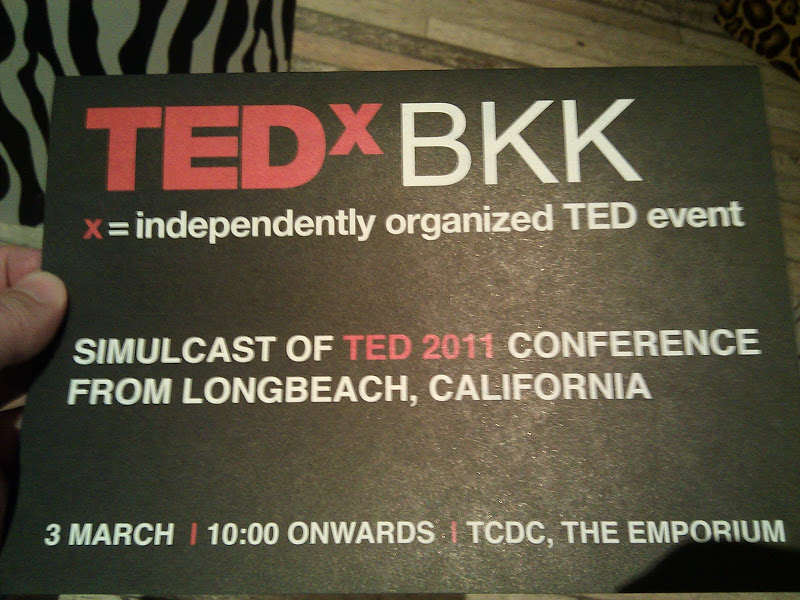 TEDx BKK
x = independently organized TED event
SIMULCAST OF TED 2011 CONFERENCE
FROM LONGBEACH, CALIFORNIA
3 MARCH | 10:00 ONWARDS | TCDC, THE EMPORIUM